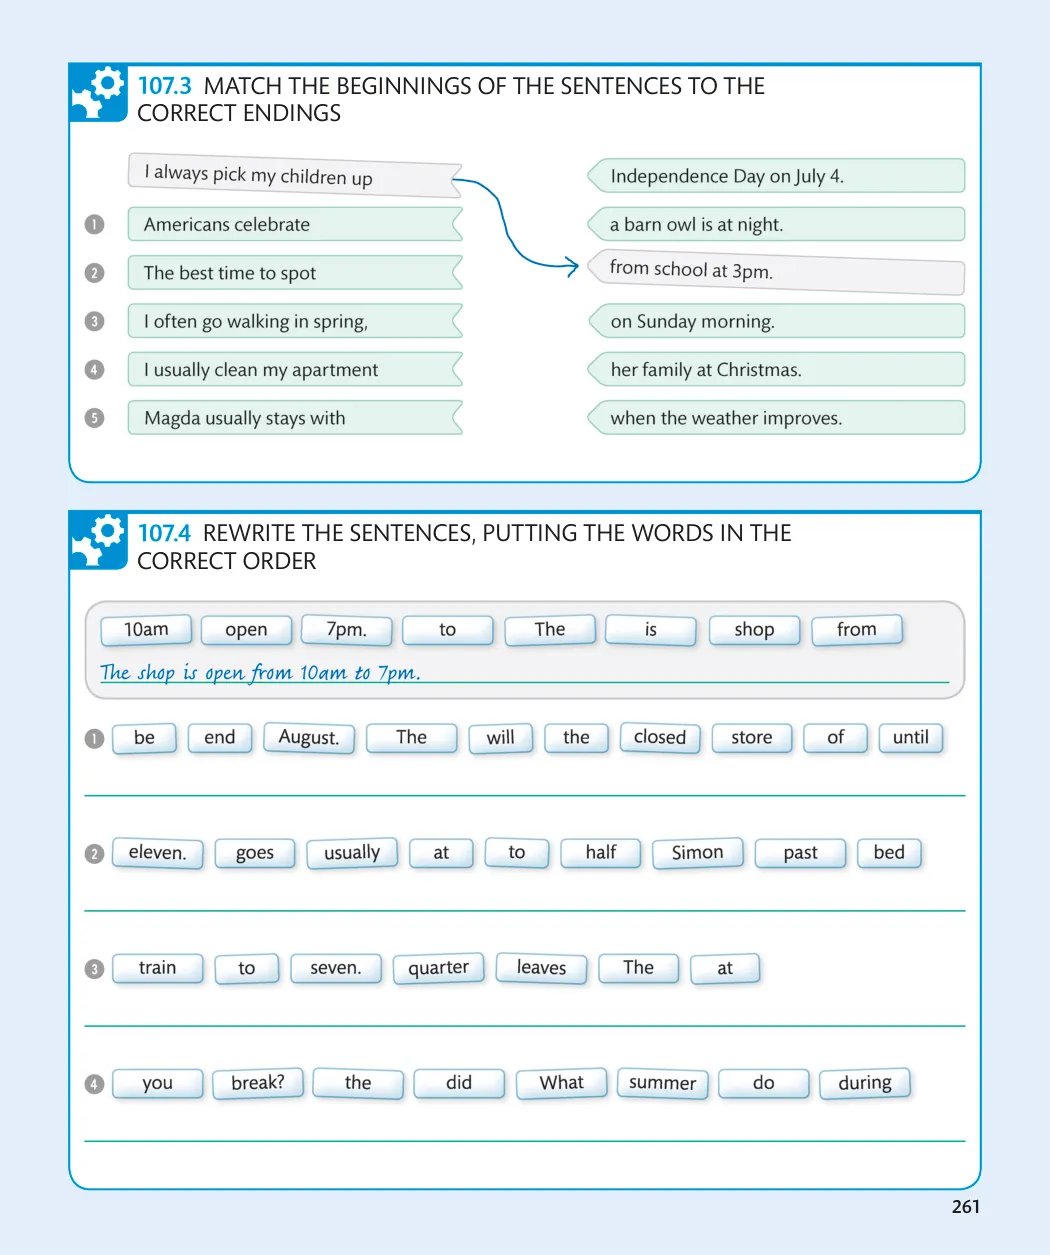 107.3 MATCH THE BEGINNINGS OF THE SENTENCES TO THE
CORRECT ENDINGS
I always pick my children up
Independence Day on July 4.
1 Americans celebrate
a barn owl is at night.
2 The best time to spot
from school at 3pm.
3 I often go walking in spring,
on Sunday morning.
4 I usually clean my apartment
her family at Christmas.
5 Magda usually stays with
when the weather improves.
107.4 REWRITE THE SENTENCES, PUTTING THE WORDS IN THE
CORRECT ORDER
10am open 7pm. to The is shop from
The shop is open from 10am to 7pm.
1 be end August. The will the closed store of until
2 eleven. goes usually at to half Simon past bed
3 train to seven. quarter leaves The at
4 you break? the did What summer do during
261